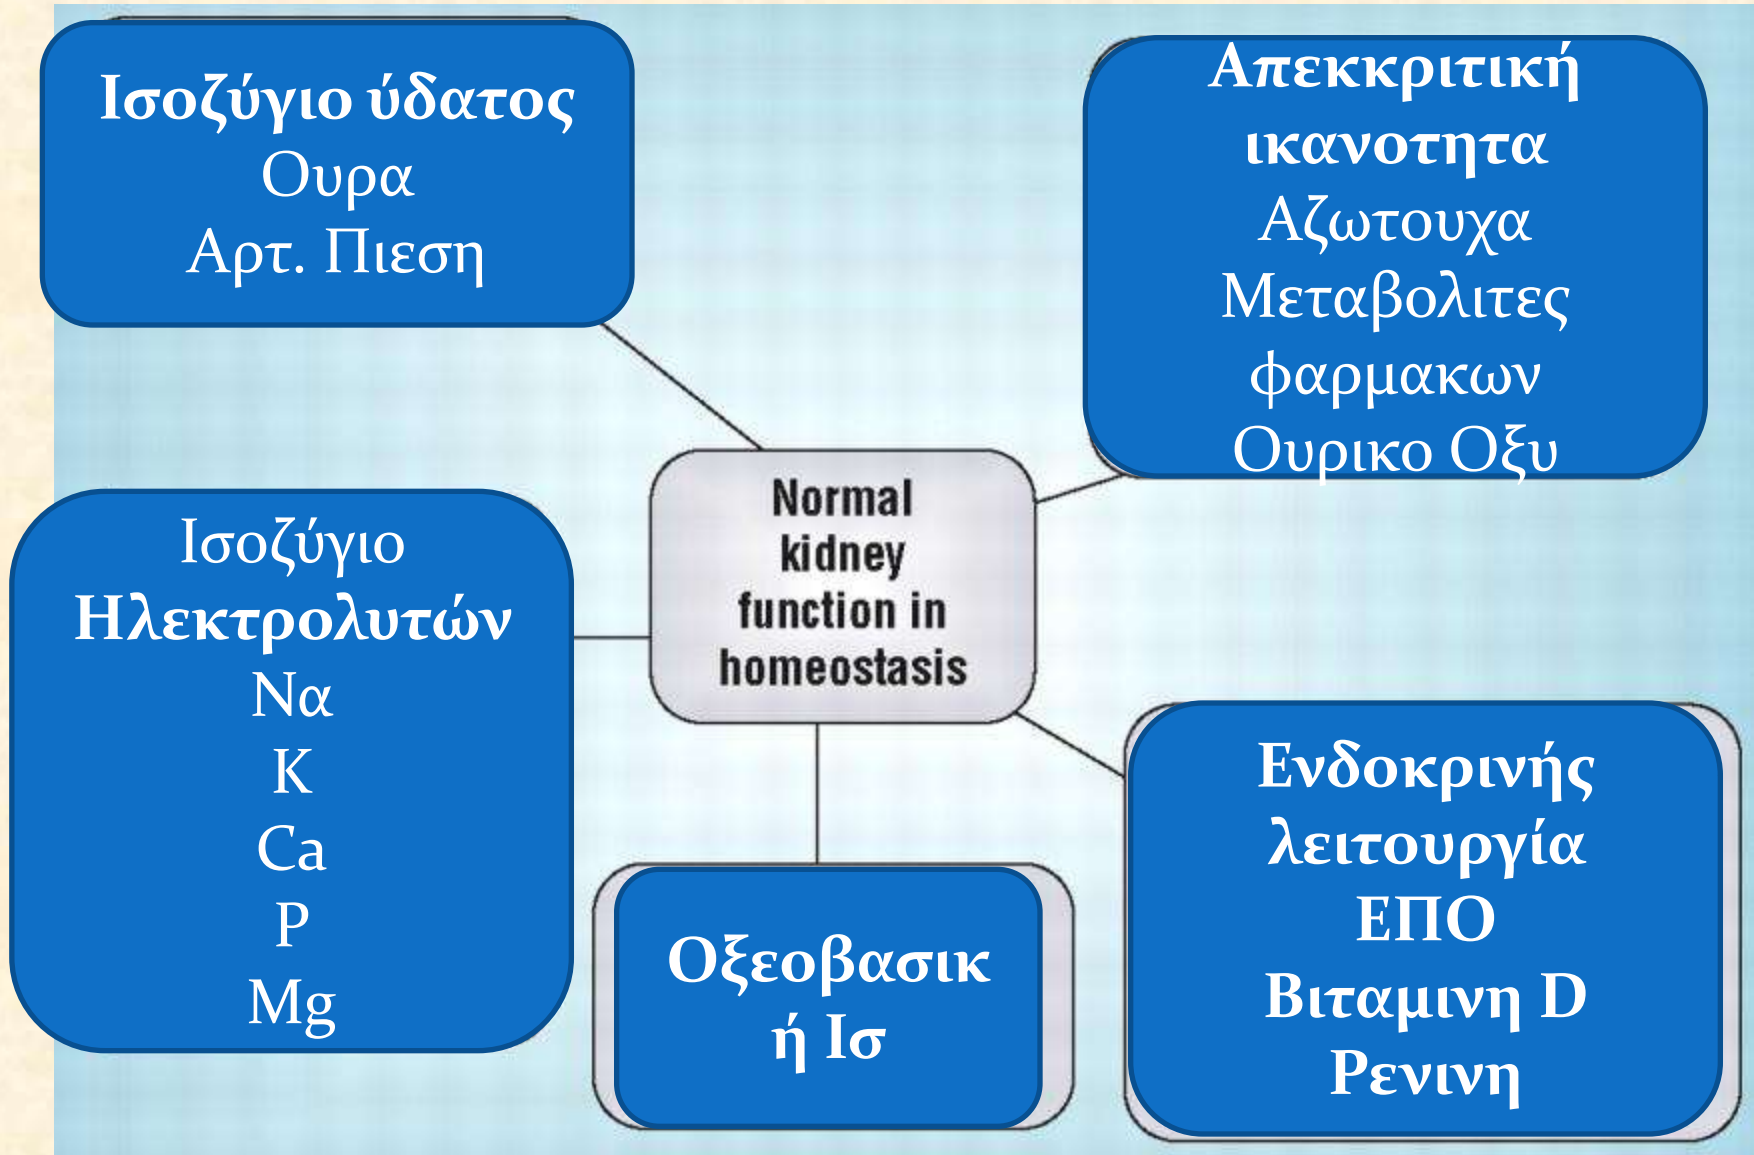 Ισοζύγιο ύδατος
Ουρα
Αρτ. Πιεση
Απεκκριτική
ικανοτητα
Αζωτουχα
Μεταβολιτες
φαρμακων
Ουρικο Οξυ
Normal
kidney
function in
homeostasis
Ισοζύγιο
Ηλεκτρολυτών
Να
Κ
Ca
P
Mg
Οξεοβασικ
ή Ισ
Ενδοκρινής
λειτουργία
ΕΠΟ
Βιταμινη D
Ρενινη